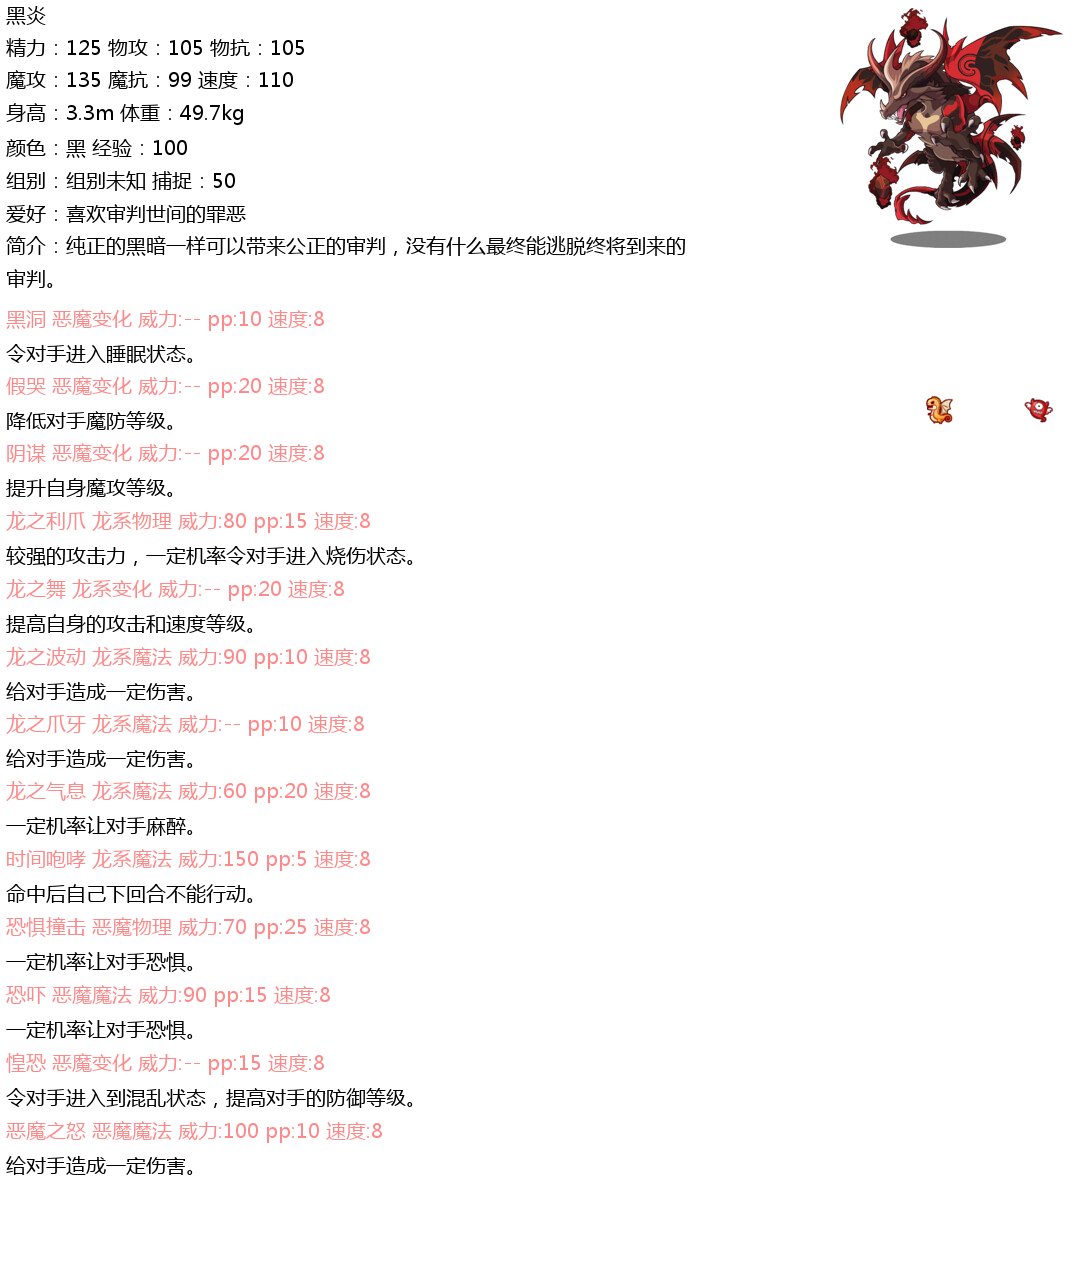 黑炎
精力：125 物攻：105 物抗：105
魔攻：135 魔抗：99 速度：110
身高：3.3m 体重：49.7kg
颜色：黑 经验：100
组别：组别未知 捕捉：50
爱好：喜欢审判世间的罪恶
简介：纯正的黑暗一样可以带来公正的审判，没有什么最终能逃脱终将到来的
审判。
黑洞 恶魔变化 威力:-- pp:10 速度:8
令对手进入睡眠状态。
假哭 恶魔变化 威力:-- pp:20 速度:8
降低对手魔防等级。
阴谋 恶魔变化 威力:-- pp:20 速度:8
提升自身魔攻等级。
龙之利爪 龙系物理 威力:80 pp:15 速度:8
较强的攻击力，一定机率令对手进入烧伤状态。
龙之舞 龙系变化 威力:-- pp:20 速度:8
提高自身的攻击和速度等级。
龙之波动 龙系魔法 威力:90 pp:10 速度:8
给对手造成一定伤害。
龙之爪牙 龙系魔法 威力:-- pp:10 速度:8
给对手造成一定伤害。
龙之气息 龙系魔法 威力:60 pp:20 速度:8
一定机率让对手麻醉。
时间咆哮 龙系魔法 威力:150 pp:5 速度:8
命中后自己下回合不能行动。
恐惧撞击 恶魔物理 威力:70 pp:25 速度:8
一定机率让对手恐惧。
恐吓 恶魔魔法 威力:90 pp:15 速度:8
一定机率让对手恐惧。
惶恐 恶魔变化 威力:-- pp:15 速度:8
令对手进入到混乱状态，提高对手的防御等级。
恶魔之怒 恶魔魔法 威力:100 pp:10 速度:8
给对手造成一定伤害。